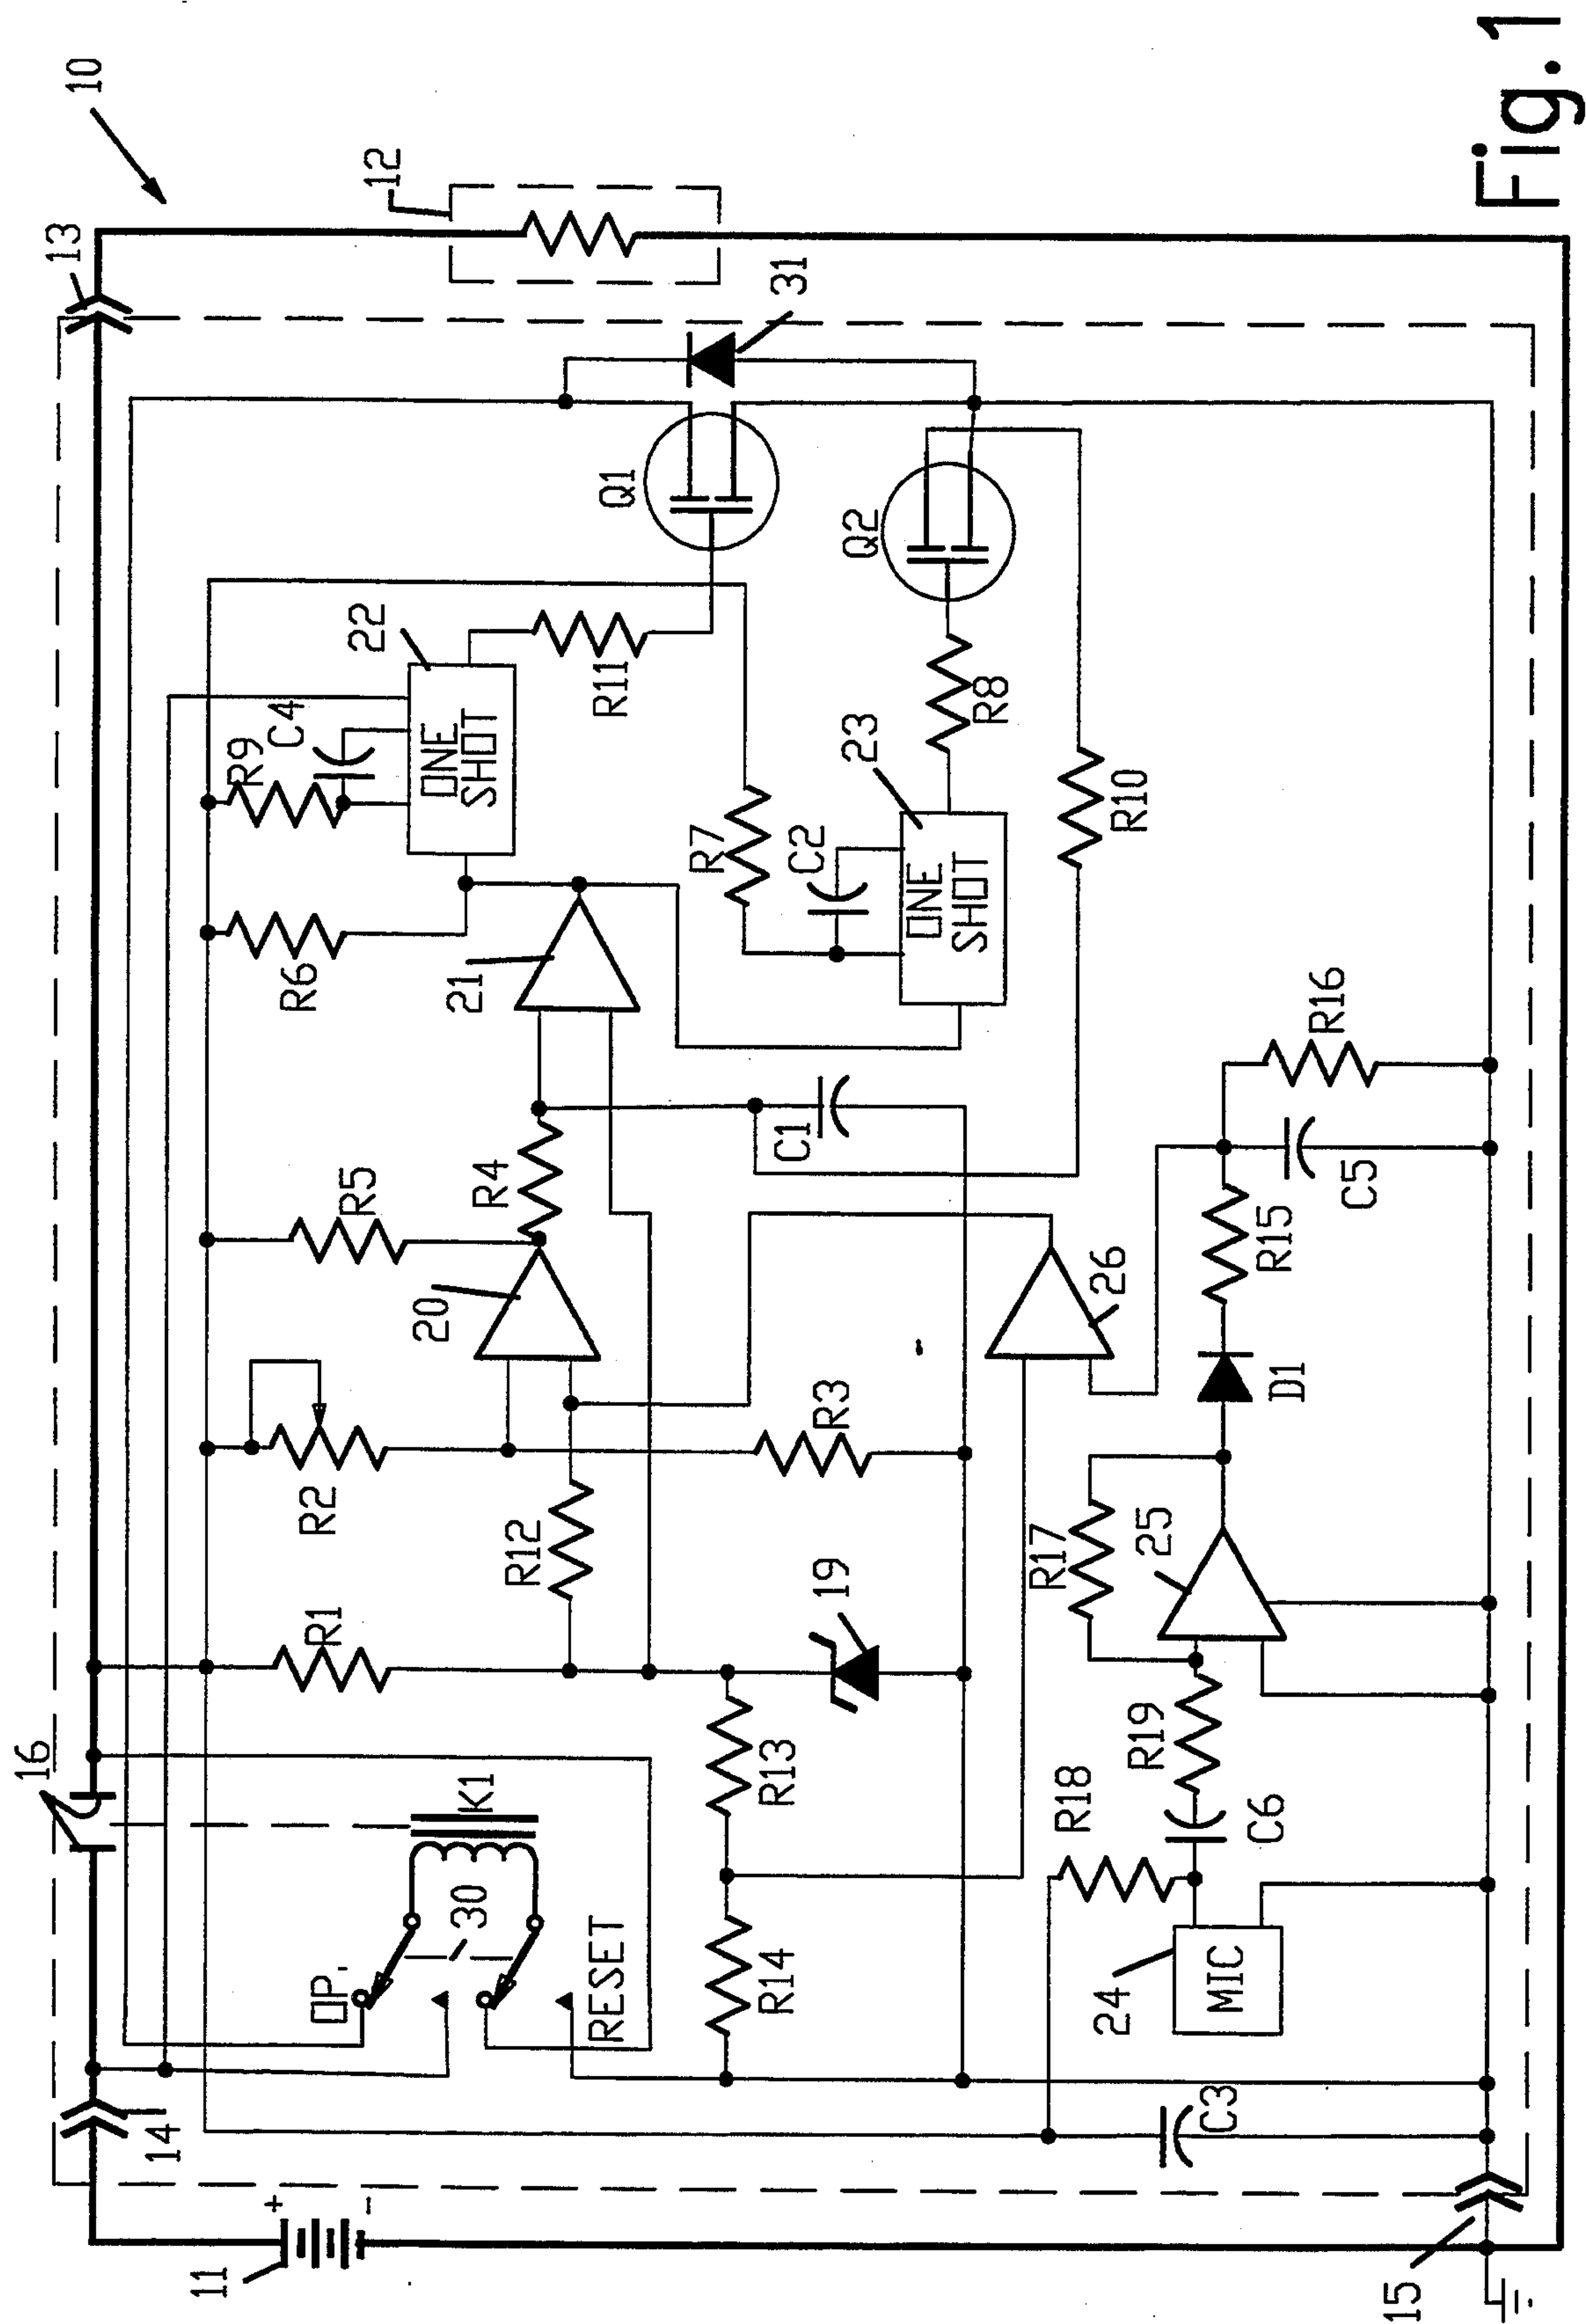 10
13
12
16
14
11
+
-
31
Q1
22
R9
C4
ONE
SHOT
R11
R6
21
R7
C2
23
ONE
SHOT
R8
Q2
R10
R5
R4
20
C1
R2
R12
R3
R1
19
K1
30
OP.
RESET
R13
R14
26
R16
C5
R15
D1
R17
25
R19
R18
C6
24
MIC
C3
15
Fig.1